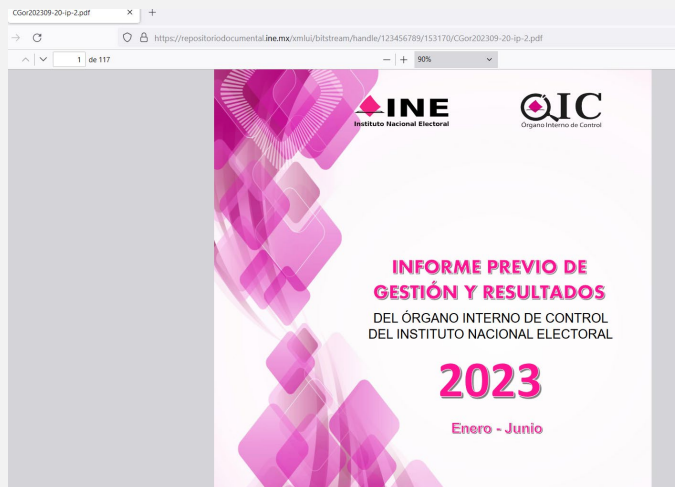 CGor202309-20-ip-2.pdf
https://repositoriodocumental.ine.mx/xmlui/bitstream/handle/123456789/153170/CGor202309-20-ip-2.pdf
1 de 117
90%
INE
Instituto Nacional Electoral
OIC
Órgano Interno de Control
INFORME PREVIO DE
GESTIÓN Y RESULTADOS
DEL ÓRGANO INTERNO DE CONTROL
DEL INSTITUTO NACIONAL ELECTORAL
2023
Enero - Junio